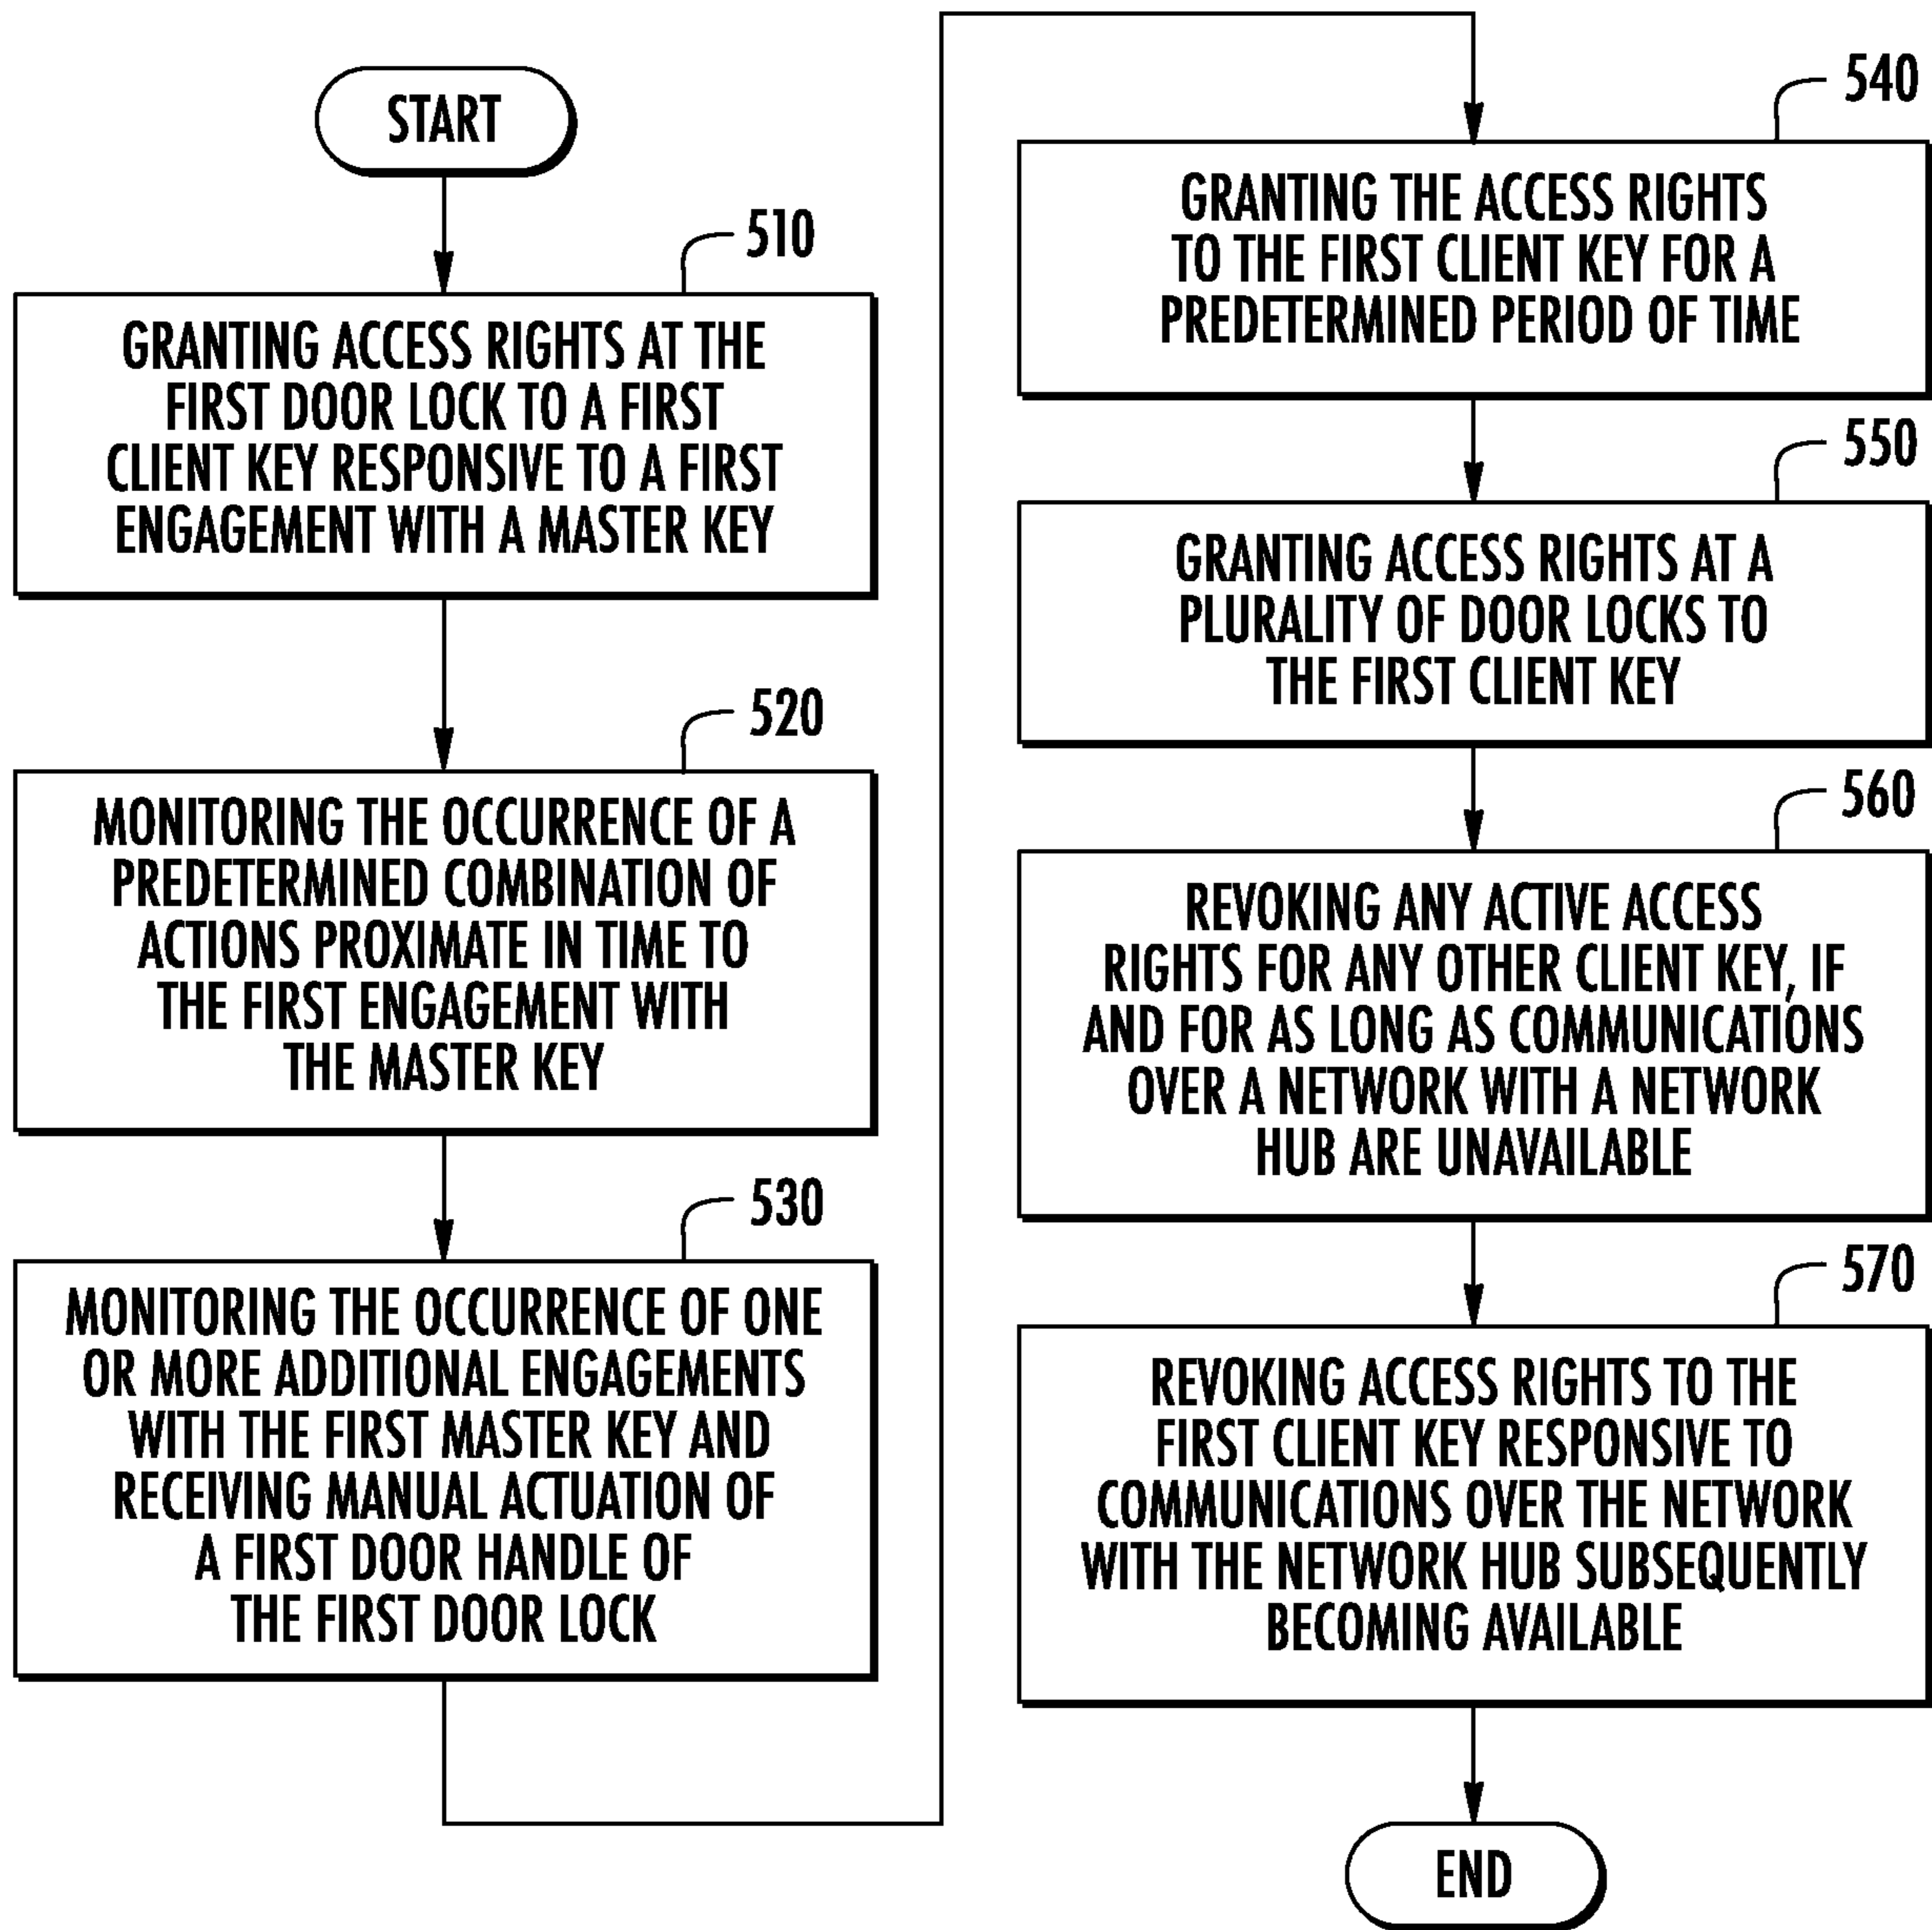 START
510
GRANTING ACCESS RIGHTS AT THE
FIRST DOOR LOCK TO A FIRST
CLIENT KEY RESPONSIVE TO A FIRST
ENGAGEMENT WITH A MASTER KEY
520
MONITORING THE OCCURRENCE OF A
PREDETERMINED COMBINATION OF
ACTIONS PROXIMATE IN TIME TO
THE FIRST ENGAGEMENT WITH
THE MASTER KEY
530
MONITORING THE OCCURRENCE OF ONE
OR MORE ADDITIONAL ENGAGEMENTS
WITH THE FIRST MASTER KEY AND
RECEIVING MANUAL ACTUATION OF
A FIRST DOOR HANDLE OF
THE FIRST DOOR LOCK
540
GRANTING THE ACCESS RIGHTS
TO THE FIRST CLIENT KEY FOR A
PREDETERMINED PERIOD OF TIME
550
GRANTING ACCESS RIGHTS AT A
PLURALITY OF DOOR LOCKS TO
THE FIRST CLIENT KEY
560
REVOKING ANY ACTIVE ACCESS
RIGHTS FOR ANY OTHER CLIENT KEY, IF
AND FOR AS LONG AS COMMUNICATIONS
OVER A NETWORK WITH A NETWORK
HUB ARE UNAVAILABLE
570
REVOKING ACCESS RIGHTS TO THE
FIRST CLIENT KEY RESPONSIVE TO
COMMUNICATIONS OVER THE NETWORK
WITH THE NETWORK HUB SUBSEQUENTLY
BECOMING AVAILABLE
END